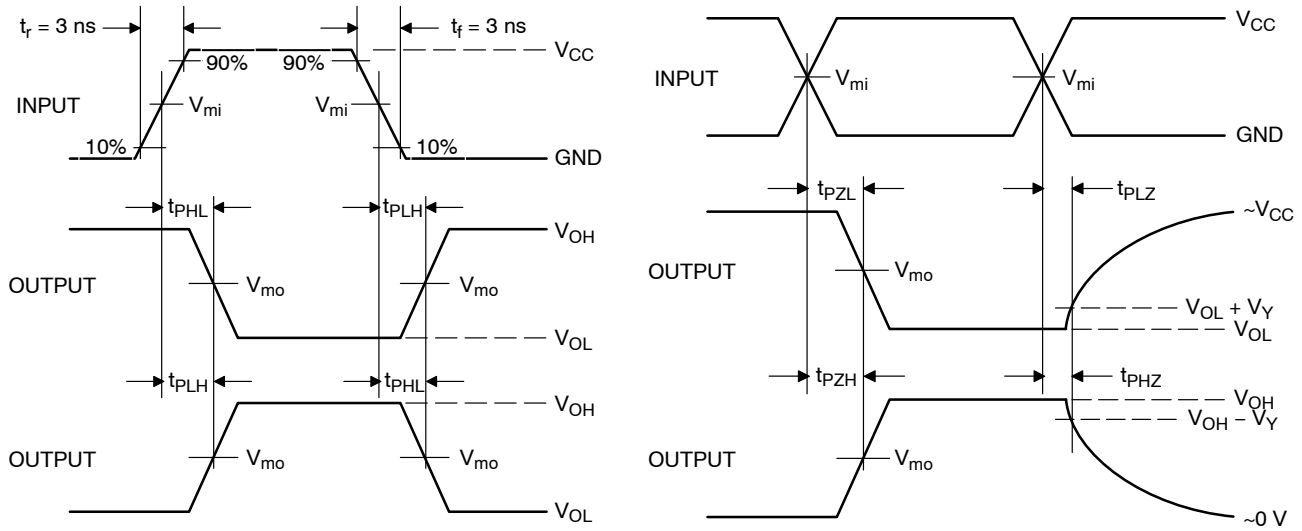 t_r = 3 ns
t_f = 3 ns
V_CC
90%
90%
INPUT
V_mi
V_mi
10%
10%
GND
t_PHL
t_PLH
V_OH
OUTPUT
V_mo
V_mo
V_OL
t_PLH
t_PHL
V_OH
OUTPUT
V_mo
V_mo
V_OL
V_CC
INPUT
V_mi
V_mi
GND
t_PZL
t_PLZ
~V_CC
OUTPUT
V_mo
V_OL + V_Y
V_OL
t_PZH
t_PHZ
V_OH
V_OH – V_Y
OUTPUT
V_mo
~0 V